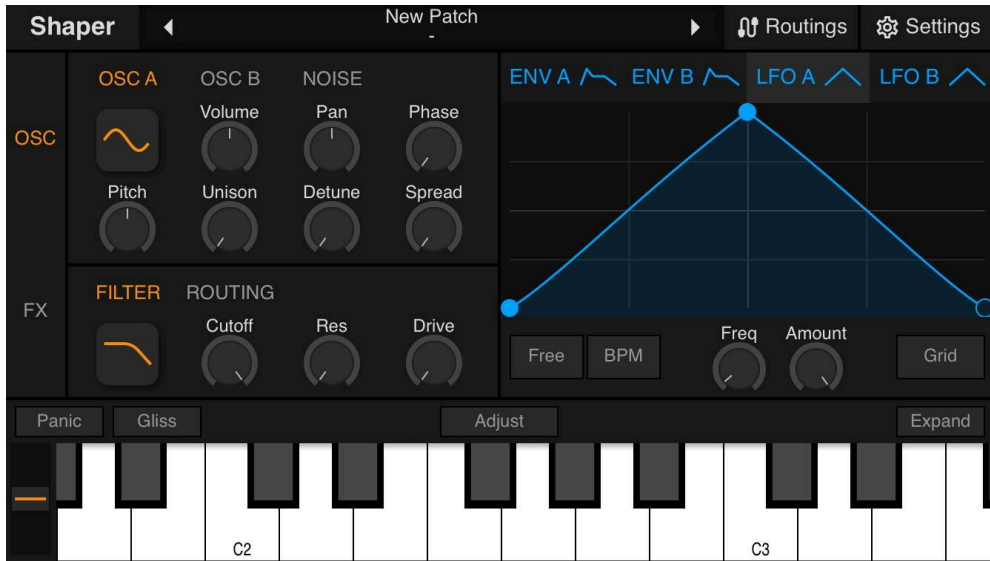 Shaper
New Patch
-
Routings
Settings
OSC
FX
OSC A OSC B NOISE
Volume Pan Phase
Pitch Unison Detune Spread
FILTER ROUTING
Cutoff Res Drive
ENV A ENV B LFO A LFO B
Freq Amount
Free BPM Grid
Panic Gliss Adjust Expand
C2 C3